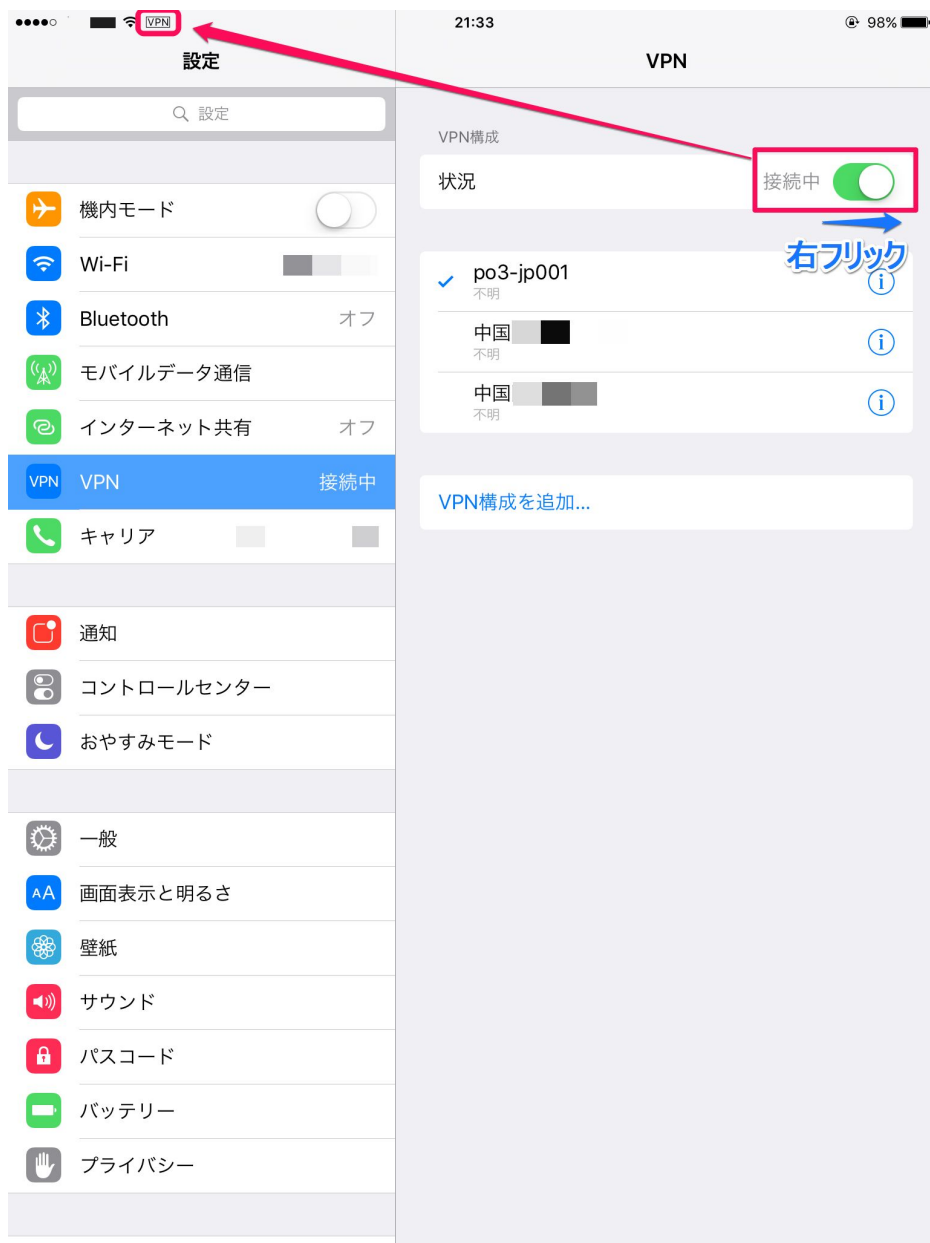 VPN
21:33
98%
設定
VPN
設定
機内モード
Wi-Fi
Bluetooth オフ
モバイルデータ通信
インターネット共有 オフ
VPN VPN 接続中
キャリア
通知
コントロールセンター
おやすみモード
一般
AA 画面表示と明るさ
壁紙
サウンド
パスコード
バッテリー
プライバシー
VPN構成
状況 接続中
右フリック
po3-jp001
不明
中国
不明
中国
不明
VPN構成を追加...